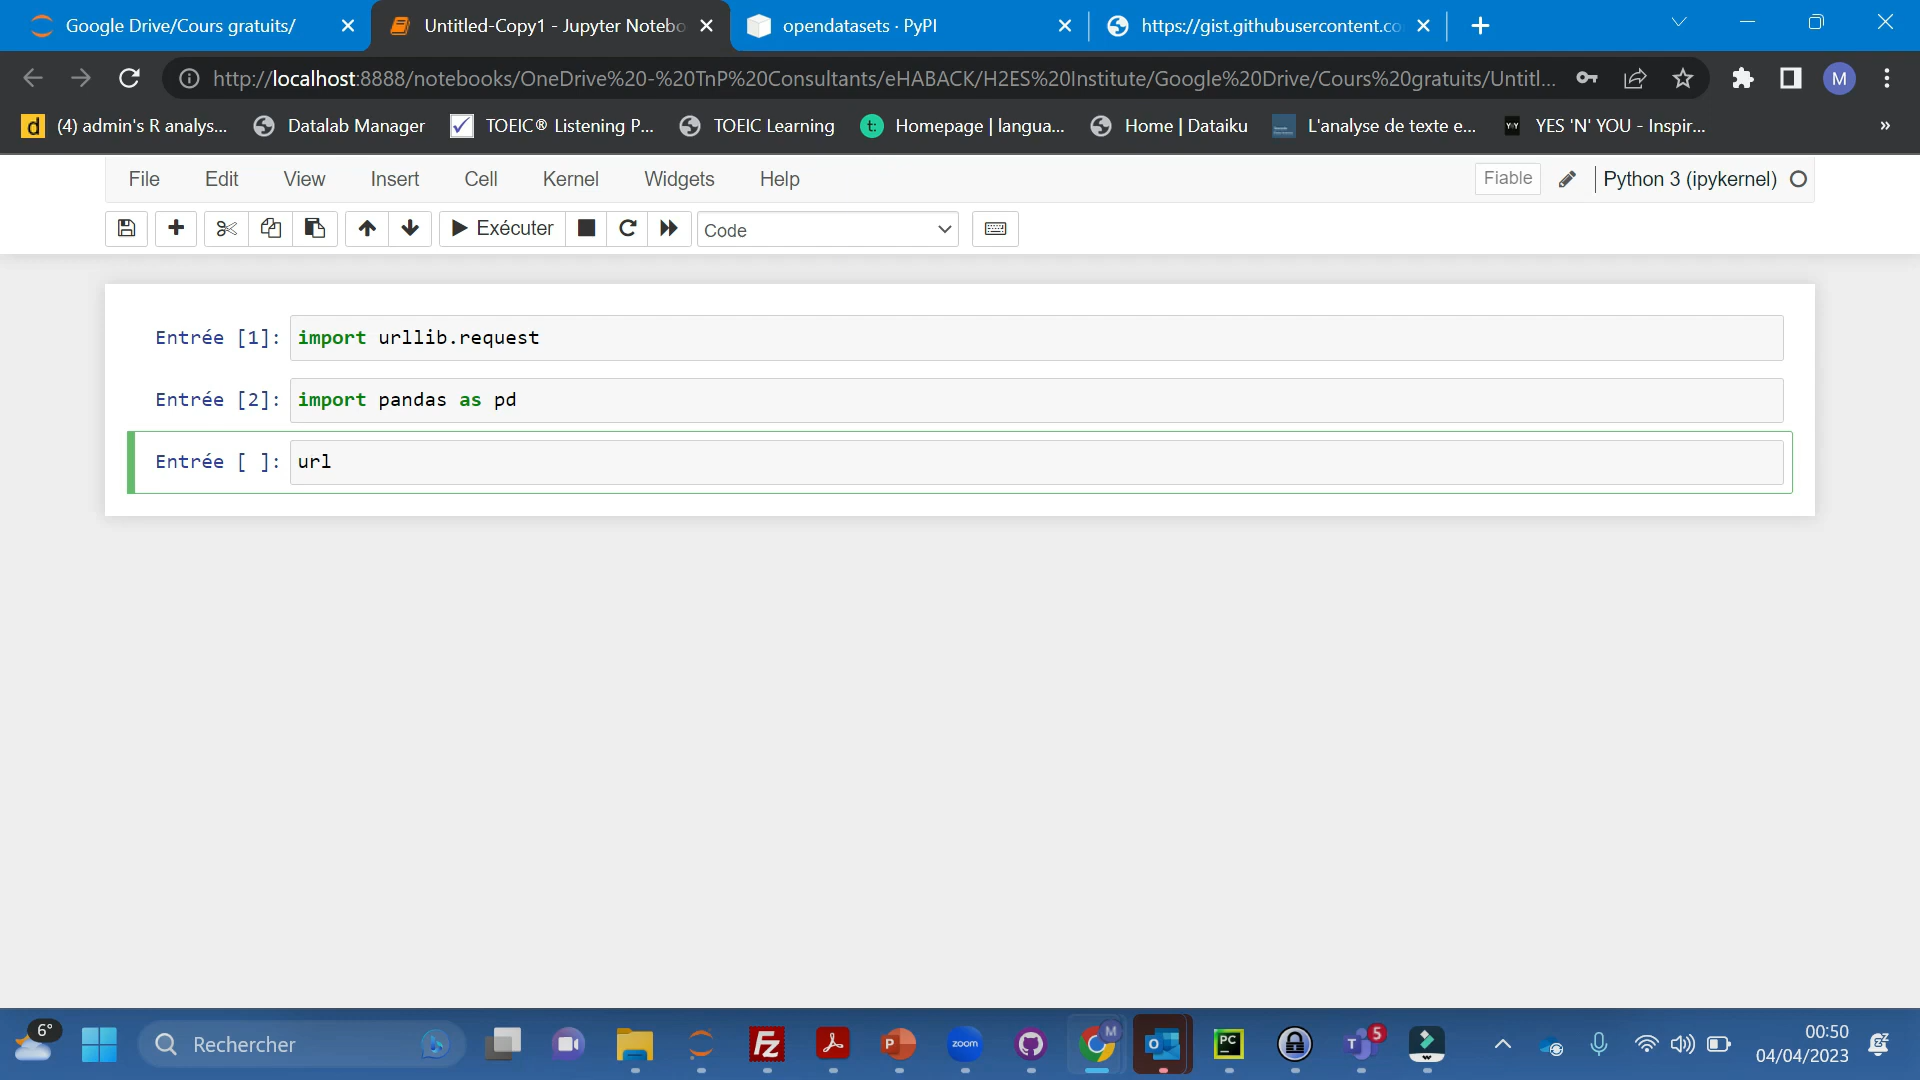 Google Drive/Cours gratuits/
Untitled-Copy1 - Jupyter Notebo
opendatasets · PyPI
https://gist.githubusercontent.co
http://localhost:8888/notebooks/OneDrive%20-%20TnP%20Consultants/eHABACK/H2ES%20Institute/Google%20Drive/Cours%20gratuits/Untitl...
M
d (4) admin's R analys...
Datalab Manager
TOEIC® Listening P...
TOEIC Learning
t: Homepage | langua...
Home | Dataiku
L'analyse de texte e...
YES 'N' YOU - Inspir...
»
File Edit View Insert Cell Kernel Widgets Help
Fiable
Python 3 (ipykernel)
Exécuter
Code
Entrée [1]: import urllib.request
Entrée [2]: import pandas as pd
Entrée [ ]: url
6°
Rechercher
Fz
P
zoom
M
O
PC
T
5
00:50
04/04/2023